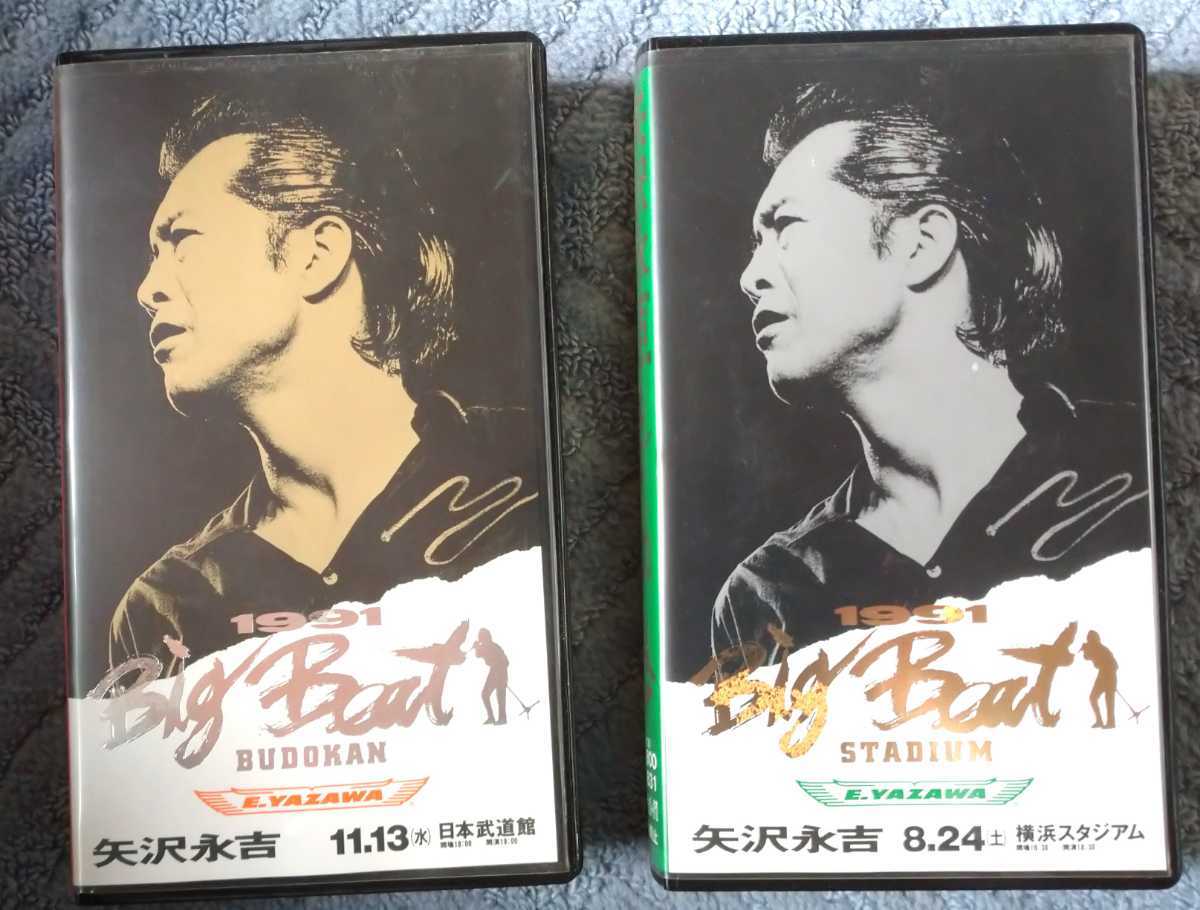 1991
Big Beat
BUDOKAN
E.YAZAWA
矢沢永吉 11.13(水) 日本武道館
1991
Big Beat
STADIUM
E.YAZAWA
矢沢永吉 8.24(土) 横浜スタジアム